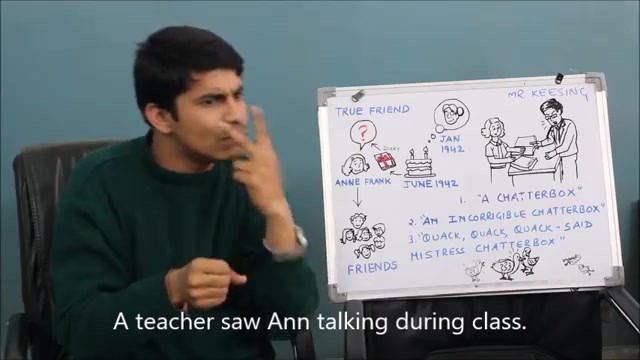 TRUE FRIEND
MR KEESING
?
DIARY
JAN
1942
ANNE FRANK
JUNE 1942
FRIENDS
1. "A CHATTERBOX"
2. "AN INCORRIGIBLE CHATTERBOX"
3. "QUACK, QUACK, QUACK - SAID
MISTRESS CHATTERBOX"
A teacher saw Ann talking during class.